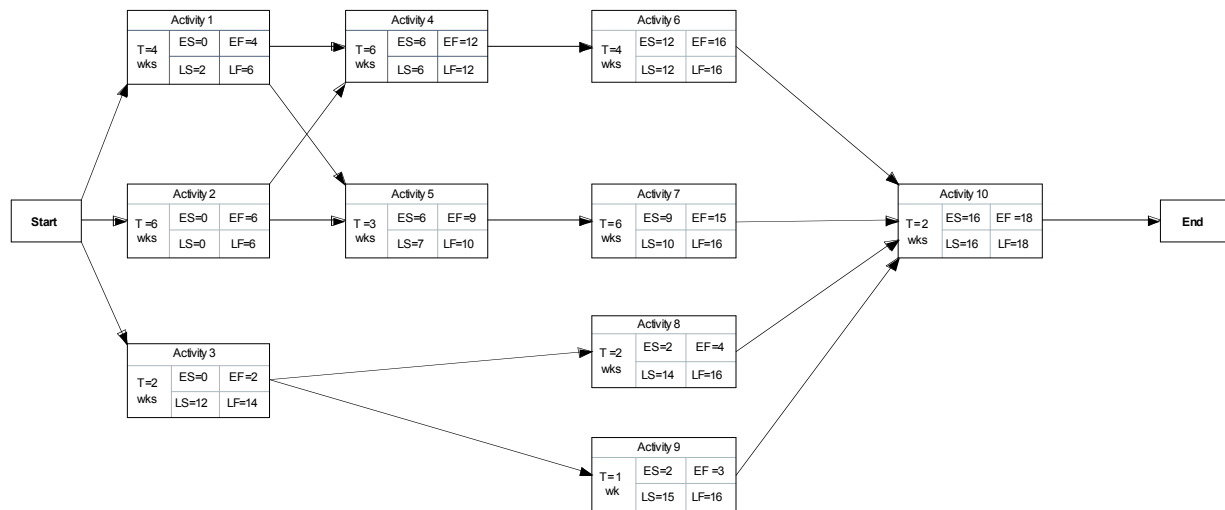 Activity 1
T=4
wks
ES=0 EF=4
LS=2 LF=6
Activity 4
T=6
wks
ES=6 EF=12
LS=6 LF=12
Activity 6
T=4
wks
ES=12 EF=16
LS=12 LF=16
Start
Activity 2
T=6
wks
ES=0 EF=6
LS=0 LF=6
Activity 5
T=3
wks
ES=6 EF=9
LS=7 LF=10
Activity 7
T=6
wks
ES=9 EF=15
LS=10 LF=16
Activity 10
T=2
wks
ES=16 EF=18
LS=16 LF=18
End
Activity 3
T=2
wks
ES=0 EF=2
LS=12 LF=14
Activity 8
T=2
wks
ES=2 EF=4
LS=14 LF=16
Activity 9
T=1
wk
ES=2 EF=3
LS=15 LF=16